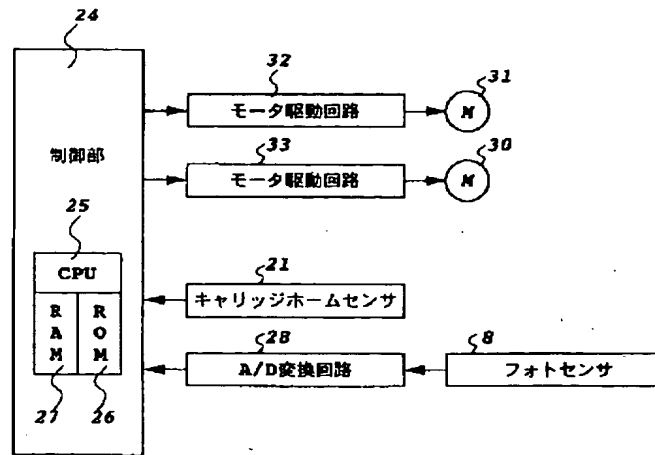 24
32
31
モータ駆動回路
M
制御部
33
30
モータ駆動回路
M
25
CPU
RAM
ROM
27
26
21
キャリッジホームセンサ
28
A/D変換回路
8
フォトセンサ